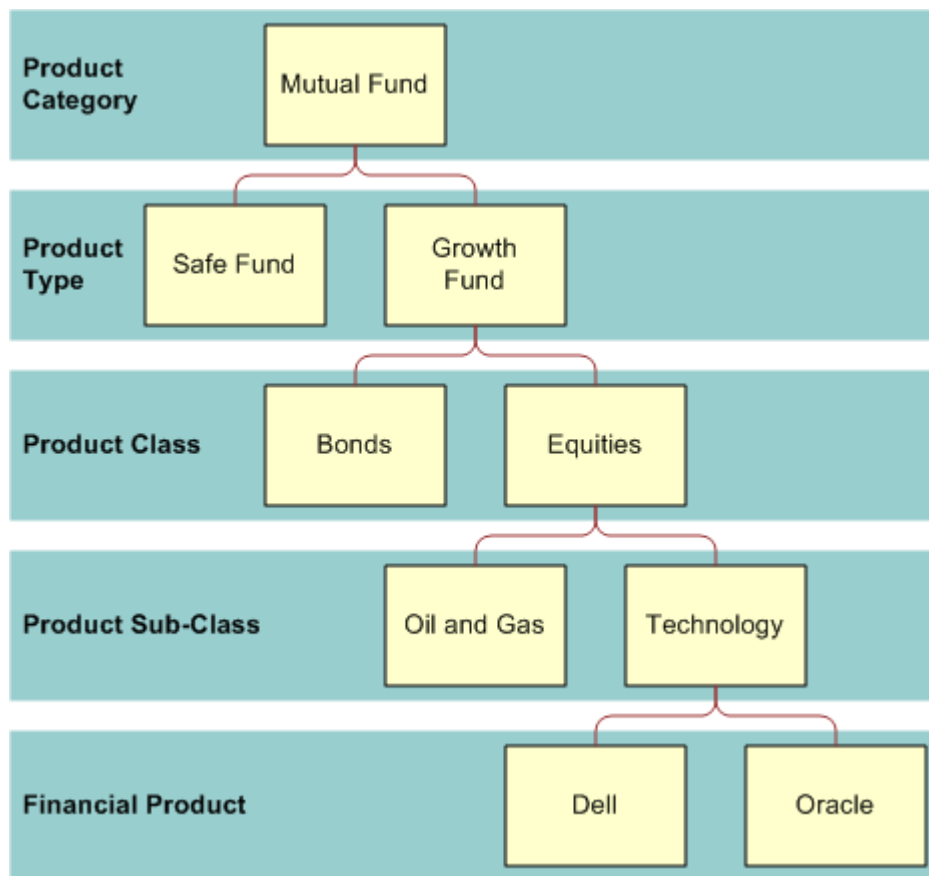 Product
Category
Mutual Fund
Product
Type
Safe Fund
Growth
Fund
Product Class
Bonds
Equities
Product Sub-Class
Oil and Gas
Technology
Financial Product
Dell
Oracle